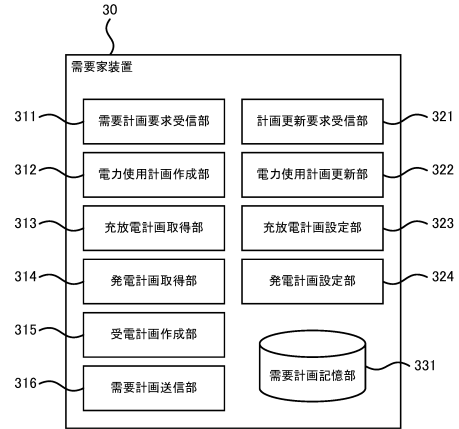 30
需要家装置
311 需要計画要求受信部 計画更新要求受信部 321
312 電力使用計画作成部 電力使用計画更新部 322
313 充放電計画取得部 充放電計画設定部 323
314 発電計画取得部 発電計画設定部 324
315 受電計画作成部
需要計画記憶部 331
316 需要計画送信部